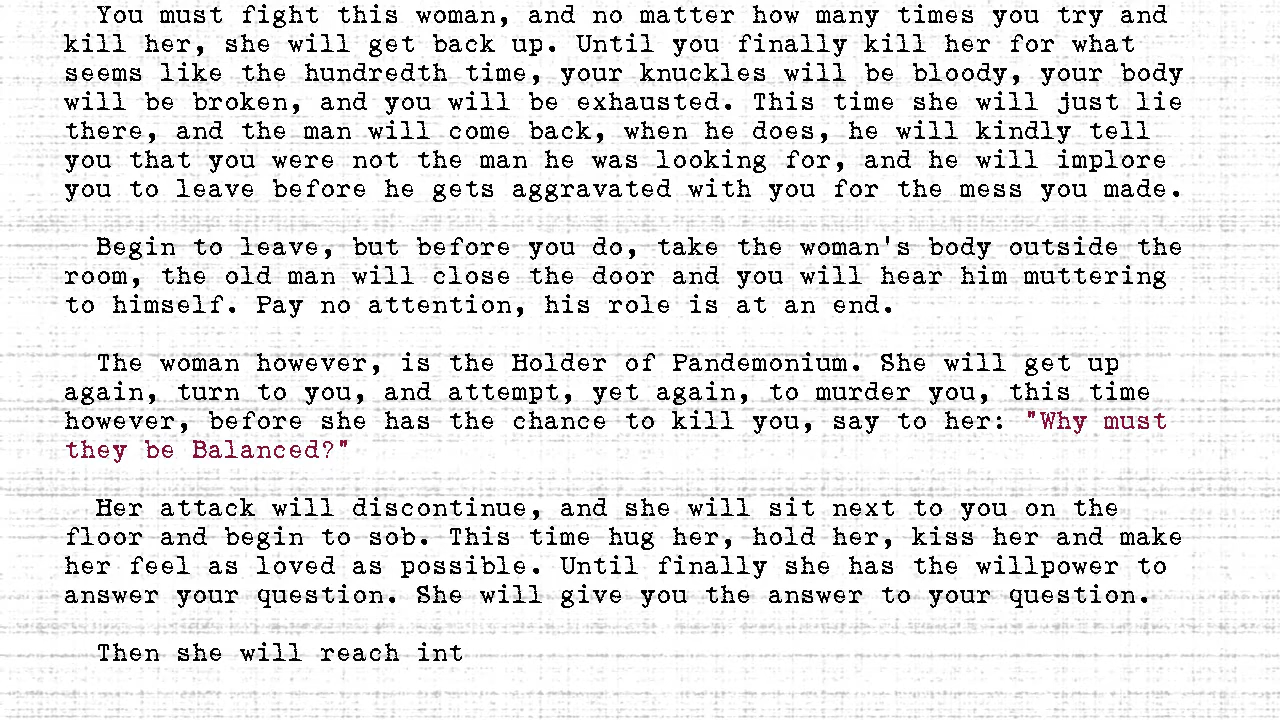 You must fight this woman, and no matter how many times you try and
kill her, she will get back up. Until you finally kill her for what
seems like the hundredth time, your knuckles will be bloody, your body
will be broken, and you will be exhausted. This time she will just lie
there, and the man will come back, when he does, he will kindly tell
you that you were not the man he was looking for, and he will implore
you to leave before he gets aggravated with you for the mess you made.
Begin to leave, but before you do, take the woman's body outside the
room, the old man will close the door and you will hear him muttering
to himself. Pay no attention, his role is at an end.
The woman however, is the Holder of Pandemonium. She will get up
again, turn to you, and attempt, yet again, to murder you, this time
however, before she has the chance to kill you, say to her: "Why must
they be Balanced?"
Her attack will discontinue, and she will sit next to you on the
floor and begin to sob. This time hug her, hold her, kiss her and make
her feel as loved as possible. Until finally she has the willpower to
answer your question. She will give you the answer to your question.
Then she will reach int